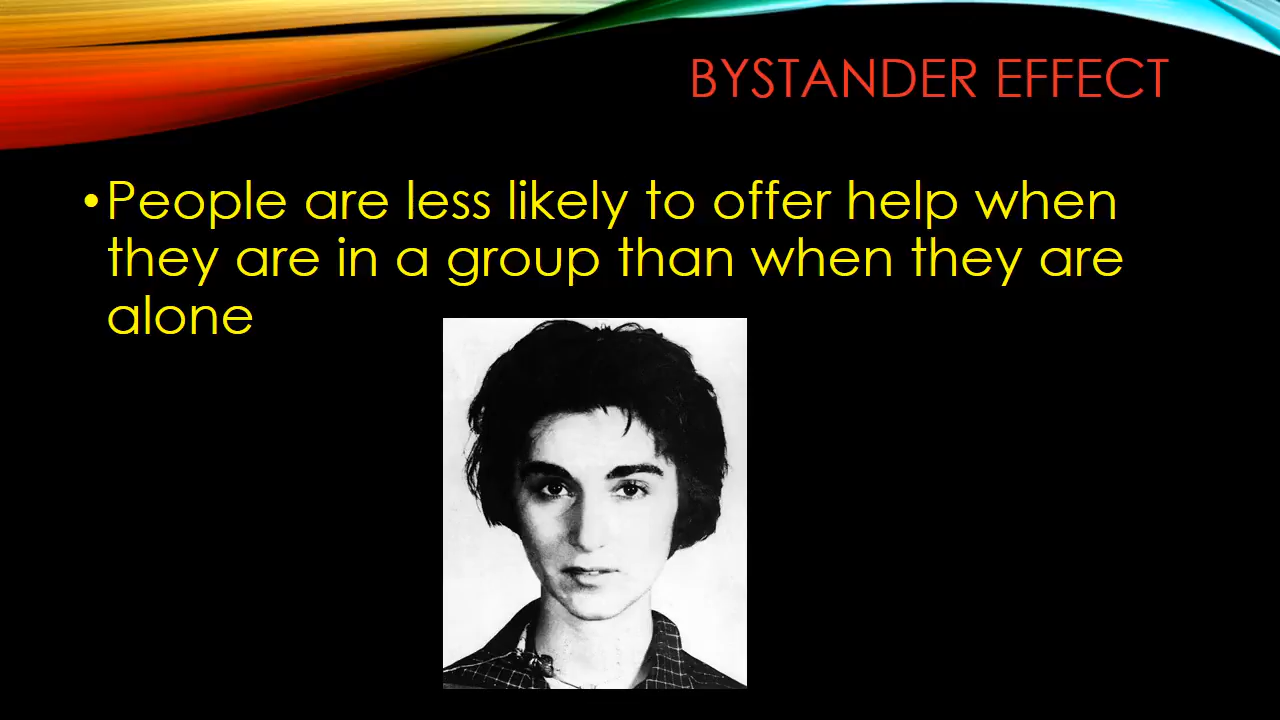 BYSTANDER EFFECT
•People are less likely to offer help when
they are in a group than when they are
alone